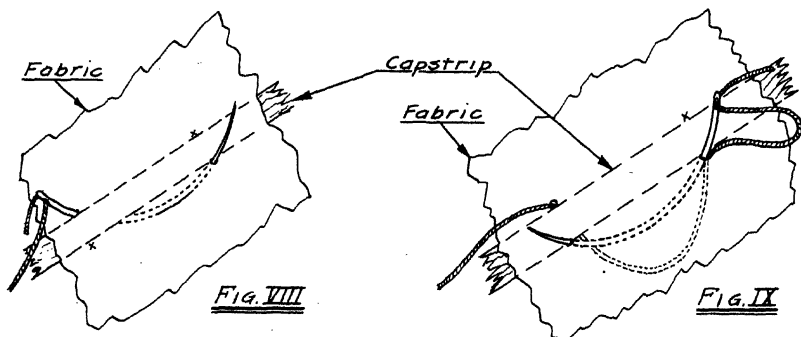 Fabric
Capstrip
Fabric
x
x
x
FIG. VIII
FIG. IX